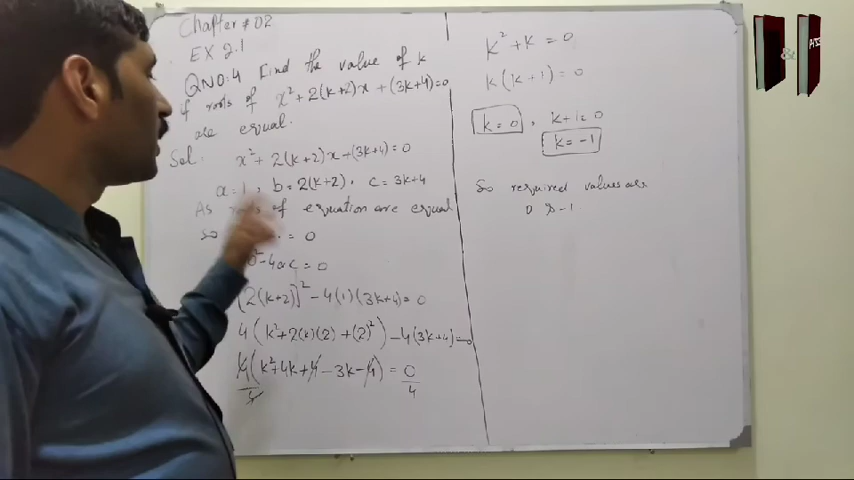 Chapter # 02
EX 2.1
QNO:4 Find the value of k
if roots of x² + 2(k+2)x + (3k+4) = 0
are equal.
Sol: x² + 2(k+2)x + (3k+4) = 0
a = 1, b = 2(k+2), c = 3k+4
As roots of equation are equal
So = 0
b² - 4ac = 0
[2(k+2)]² - 4(1)(3k+4) = 0
4(k² + 2(k)(2) + (2)²) - 4(3k+4) = 0
4(k² + 4k + 4 - 3k - 4) = 0
4 4
k² + k = 0
k(k+1) = 0
k = 0, k+1 = 0
k = -1
So required values are
0 & -1
&